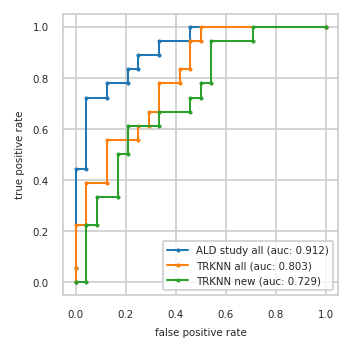 true positive rate
1.0
0.8
0.6
0.4
0.2
0.0
ALD study all (auc: 0.912)
TRKNN all (auc: 0.803)
TRKNN new (auc: 0.729)
0.0 0.2 0.4 0.6 0.8 1.0
false positive rate